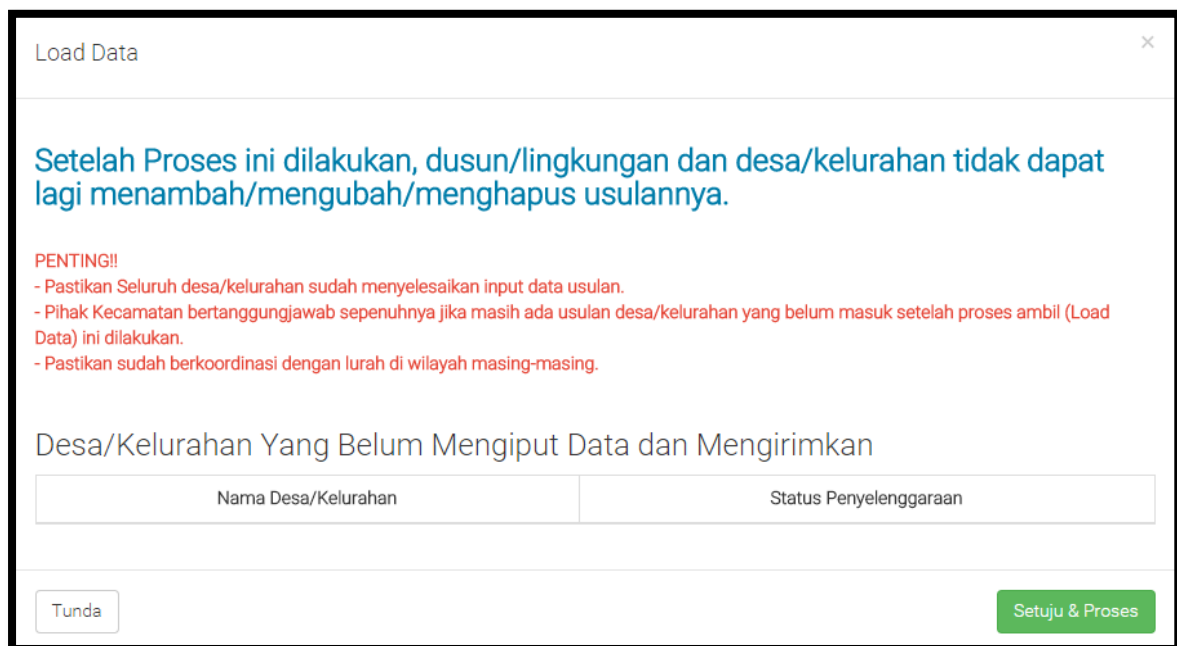 Load Data
×
Setelah Proses ini dilakukan, dusun/lingkungan dan desa/kelurahan tidak dapat
lagi menambah/mengubah/menghapus usulannya.
PENTING!!
- Pastikan Seluruh desa/kelurahan sudah menyelesaikan input data usulan.
- Pihak Kecamatan bertanggungjawab sepenuhnya jika masih ada usulan desa/kelurahan yang belum masuk setelah proses ambil (Load
Data) ini dilakukan.
- Pastikan sudah berkoordinasi dengan lurah di wilayah masing-masing.
Desa/Kelurahan Yang Belum Mengiput Data dan Mengirimkan
Nama Desa/Kelurahan Status Penyelenggaraan
Tunda Setuju & Proses